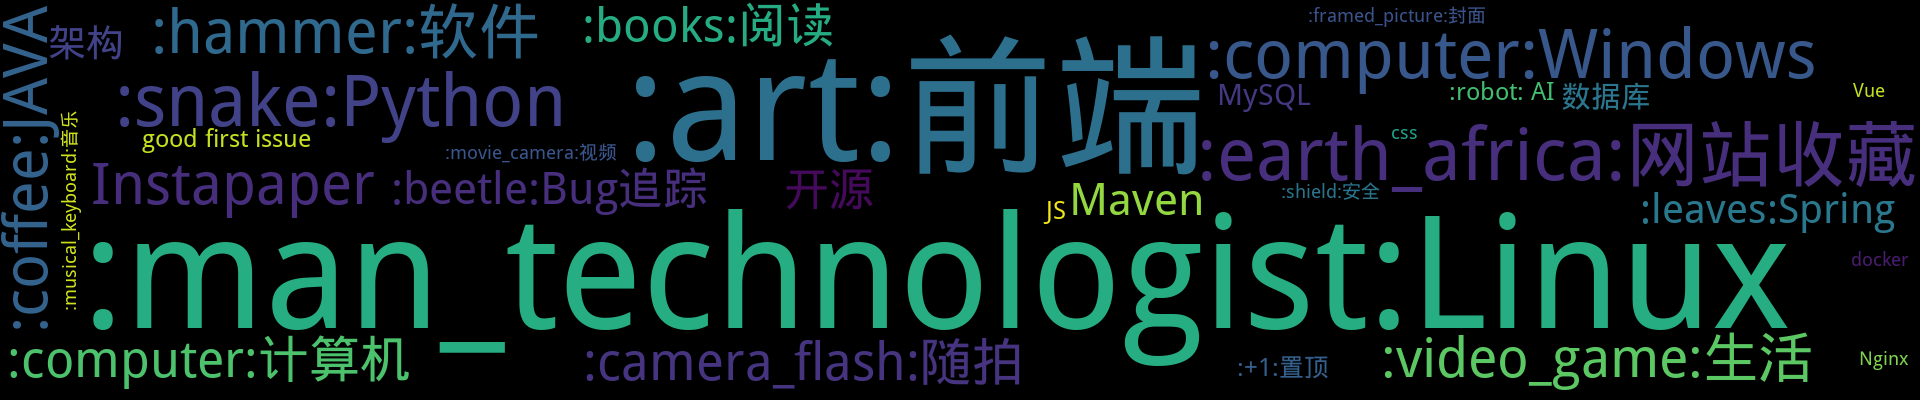 :coffee:JAVA
架构
:hammer:软件
:books:阅读
:framed_picture:封面
:snake:Python
:art:前端
:computer:Windows
MySQL
:robot: AI
数据库
Vue
:musical_keyboard:音乐
good first issue
:movie_camera:视频
css
:earth_africa:网站收藏
Instapaper
:beetle:Bug追踪
开源
JS
Maven
:shield:安全
:leaves:Spring
:man_technologist:Linux
docker
:computer:计算机
:camera_flash:随拍
:+1:置顶
:video_game:生活
Nginx